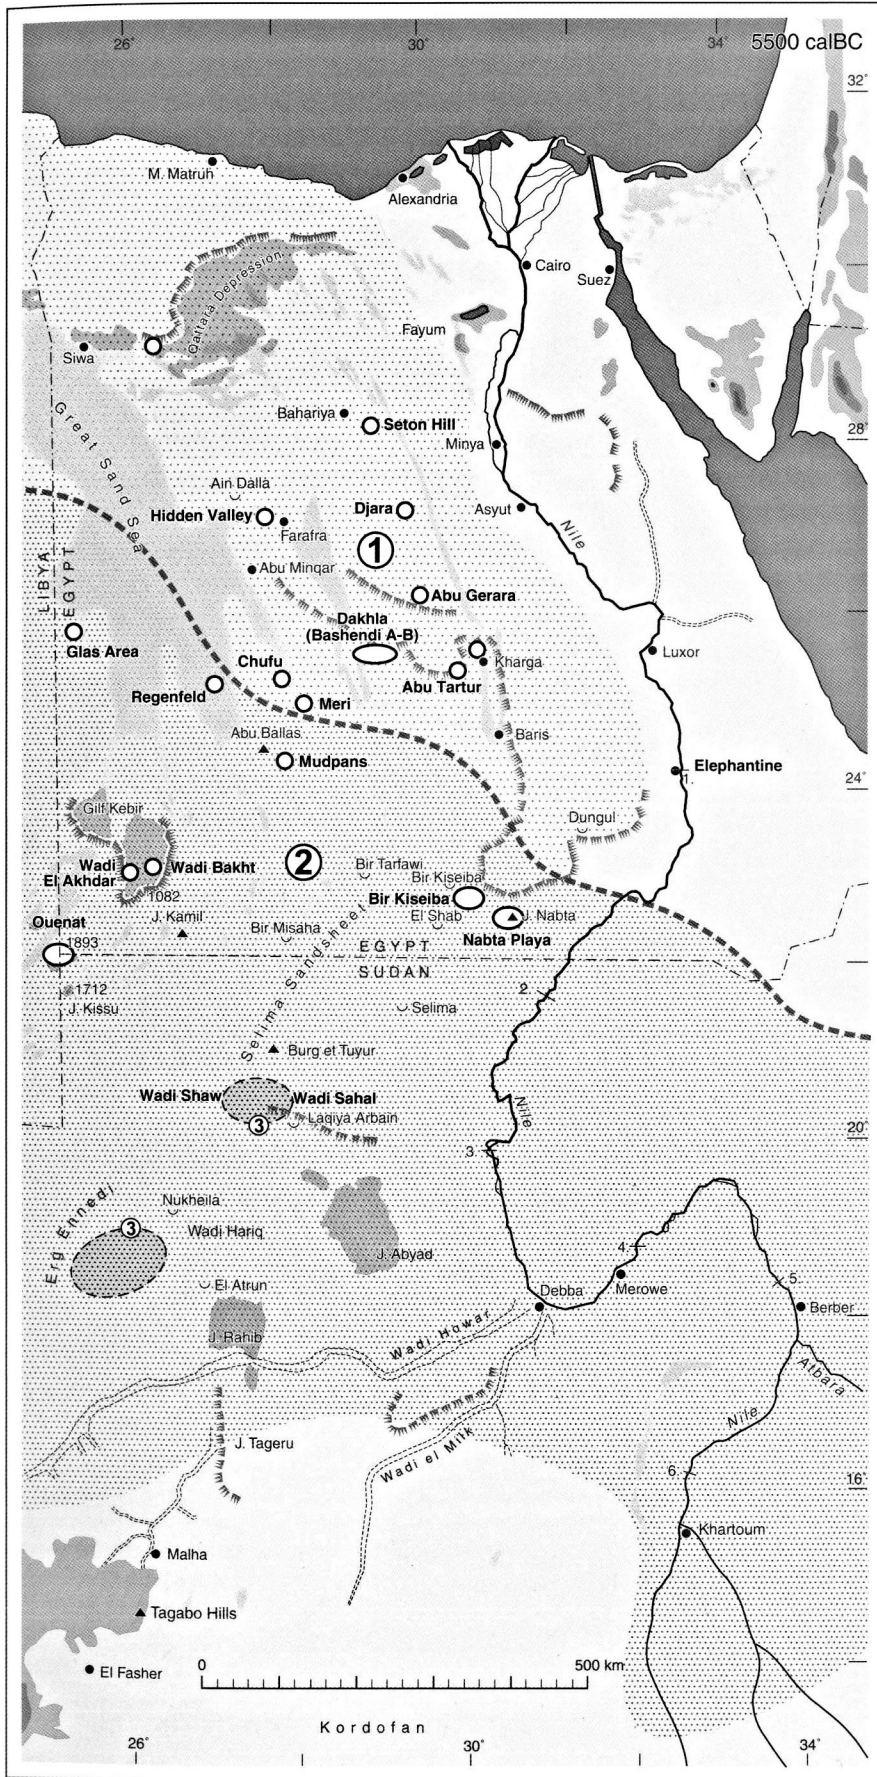 26°
30°
34°
5500 calBC
32°
M. Matruh
Alexandria
Cairo
Suez
Qattara Depression
Fayum
Siwa
Bahariya
Seton Hill
Minya
28°
Great Sand Sea
Ain Dalla
Hidden Valley
Farafra
Djara
Asyut
Nile
1
Abu Minqar
LIBYA
EGYPT
Abu Gerara
Dakhla
(Bashendi A-B)
Glas Area
Chufu
Kharga
Luxor
Regenfeld
Abu Tartur
Meri
Abu Ballas
Baris
Mudpans
Elephantine
1.
24°
Gilf Kebir
Dungul
2
Wadi
El Akhdar
Wadi Bakht
Bir Tarfawi
Bir Kiseiba
1082
Bir Kiseiba
J. Kamil
El Shab
J. Nabta
Ouenat
1893
Bir Misaha
Nabta Playa
EGYPT
SUDAN
1712
J. Kissu
Selima Sandsheet
2.
Selima
Burg et Tuyur
Wadi Shaw
Wadi Sahal
Laqiya Arbain
3
Nile
20°
3.
Erg Ennedi
Nukheila
3
Wadi Hariq
J. Abyad
4.
El Atrun
Debba
Merowe
5.
Berber
J. Rahib
Wadi Howar
Atbara
Nile
J. Tageru
Wadi el Milk
6.
16°
Khartoum
Malha
Tagabo Hills
El Fasher
0
500 km
Kordofan
26°
30°
34°